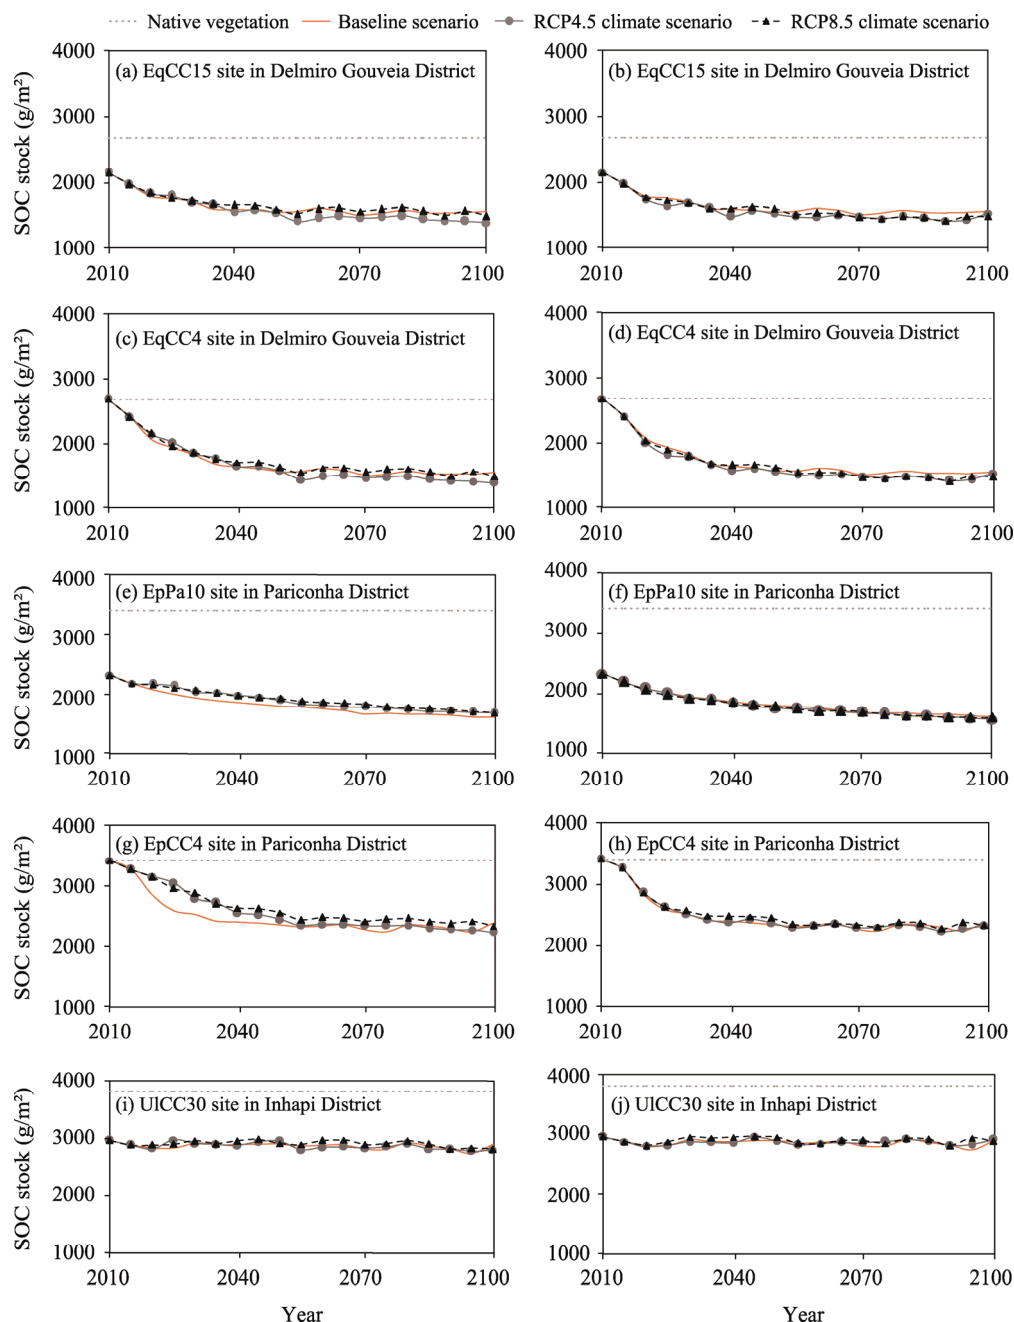 Native vegetation Baseline scenario RCP4.5 climate scenario RCP8.5 climate scenario
(a) EqCC15 site in Delmiro Gouveia District
SOC stock (g/m²)
4000
3000
2000
1000
2010 2040 2070 2100
(b) EqCC15 site in Delmiro Gouveia District
4000
3000
2000
1000
2010 2040 2070 2100
(c) EqCC4 site in Delmiro Gouveia District
SOC stock (g/m²)
4000
3000
2000
1000
2010 2040 2070 2100
(d) EqCC4 site in Delmiro Gouveia District
4000
3000
2000
1000
2010 2040 2070 2100
(e) EpPa10 site in Pariconha District
SOC stock (g/m²)
4000
3000
2000
1000
2010 2040 2070 2100
(f) EpPa10 site in Pariconha District
4000
3000
2000
1000
2010 2040 2070 2100
(g) EpCC4 site in Pariconha District
SOC stock (g/m²)
4000
3000
2000
1000
2010 2040 2070 2100
(h) EpCC4 site in Pariconha District
4000
3000
2000
1000
2010 2040 2070 2100
(i) UlCC30 site in Inhapi District
SOC stock (g/m²)
4000
3000
2000
1000
2010 2040 2070 2100
Year
(j) UlCC30 site in Inhapi District
4000
3000
2000
1000
2010 2040 2070 2100
Year